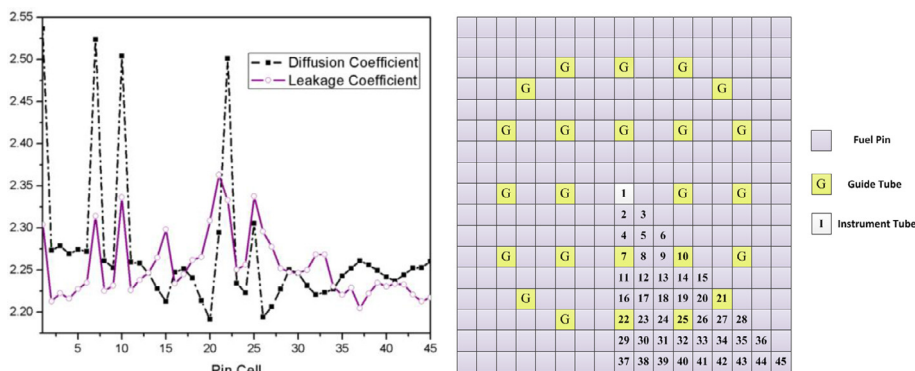 2.55
2.50
2.45
2.40
2.35
2.30
2.25
2.20
Diffusion Coefficient
Leakage Coefficient
5 10 15 20 25 30 35 40 45
Pin Cell
G G G
G G
G G G G G
G G 1 G G
2 3
4 5 6
G G 7 8 9 10 G
11 12 13 14 15
G 16 17 18 19 20 21
G 22 23 24 25 26 27 28
29 30 31 32 33 34 35 36
37 38 39 40 41 42 43 44 45
Fuel Pin
G Guide Tube
1 Instrument Tube